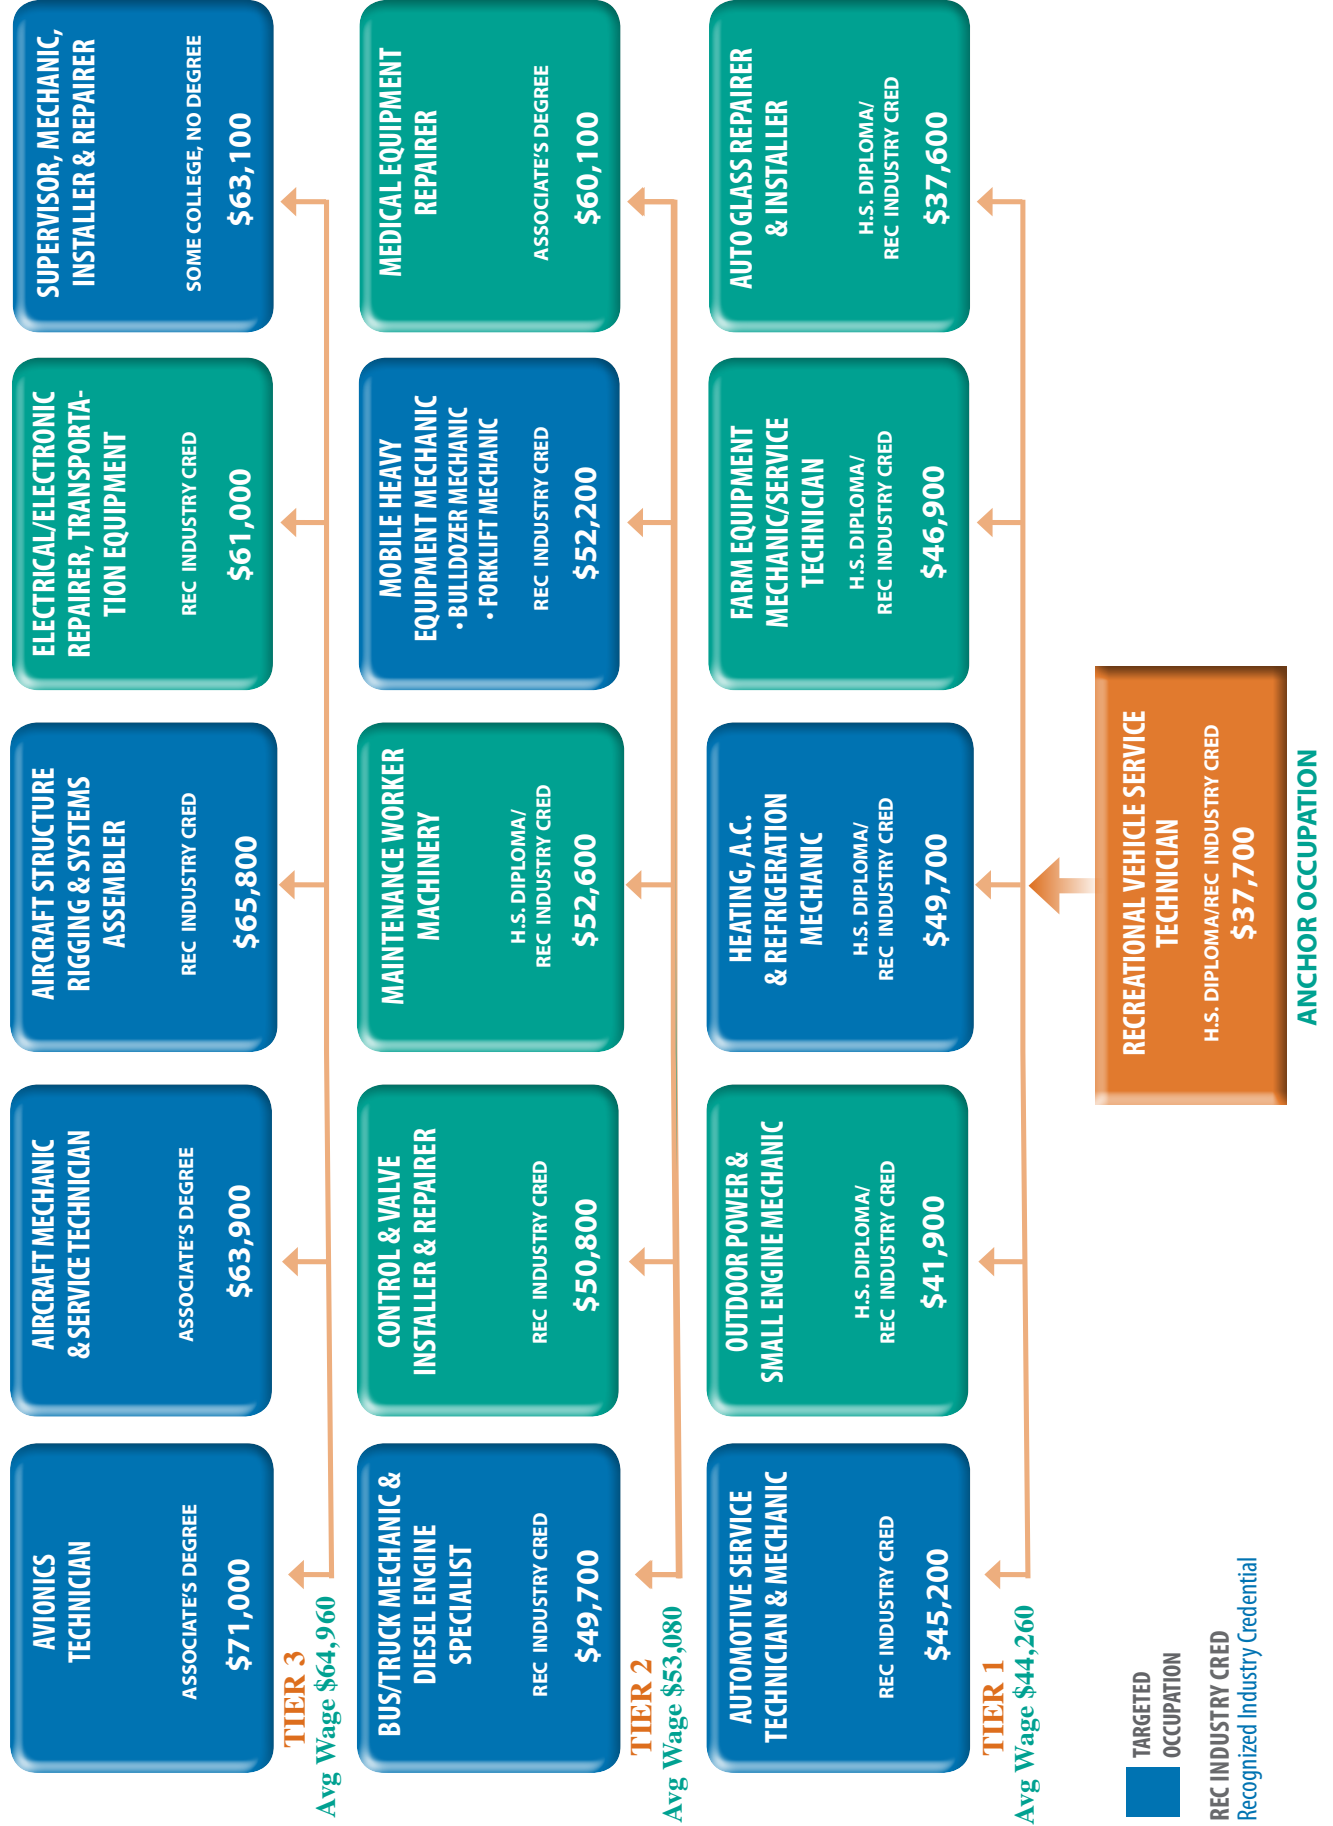 AVIONICS
TECHNICIAN
ASSOCIATE'S DEGREE
$71,000
AIRCRAFT MECHANIC
& SERVICE TECHNICIAN
ASSOCIATE'S DEGREE
$63,900
AIRCRAFT STRUCTURE
RIGGING & SYSTEMS
ASSEMBLER
REC INDUSTRY CRED
$65,800
ELECTRICAL/ELECTRONIC
REPAIRER, TRANSPORTA-
TION EQUIPMENT
REC INDUSTRY CRED
$61,000
SUPERVISOR, MECHANIC,
INSTALLER & REPAIRER
SOME COLLEGE, NO DEGREE
$63,100
TIER 3
Avg Wage $64,960
BUS/TRUCK MECHANIC &
DIESEL ENGINE
SPECIALIST
REC INDUSTRY CRED
$49,700
CONTROL & VALVE
INSTALLER & REPAIRER
REC INDUSTRY CRED
$50,800
MAINTENANCE WORKER
MACHINERY
H.S. DIPLOMA/
REC INDUSTRY CRED
$52,600
MOBILE HEAVY
EQUIPMENT MECHANIC
• BULLDOZER MECHANIC
• FORKLIFT MECHANIC
REC INDUSTRY CRED
$52,200
MEDICAL EQUIPMENT
REPAIRER
ASSOCIATE'S DEGREE
$60,100
TIER 2
Avg Wage $53,080
AUTOMOTIVE SERVICE
TECHNICIAN & MECHANIC
REC INDUSTRY CRED
$45,200
OUTDOOR POWER &
SMALL ENGINE MECHANIC
H.S. DIPLOMA/
REC INDUSTRY CRED
$41,900
HEATING, A.C.
& REFRIGERATION
MECHANIC
H.S. DIPLOMA/
REC INDUSTRY CRED
$49,700
FARM EQUIPMENT
MECHANIC/SERVICE
TECHNICIAN
H.S. DIPLOMA/
REC INDUSTRY CRED
$46,900
AUTO GLASS REPAIRER
& INSTALLER
H.S. DIPLOMA/
REC INDUSTRY CRED
$37,600
TIER 1
Avg Wage $44,260
RECREATIONAL VEHICLE SERVICE
TECHNICIAN
H.S. DIPLOMA/REC INDUSTRY CRED
$37,700
ANCHOR OCCUPATION
TARGETED
OCCUPATION
REC INDUSTRY CRED
Recognized Industry Credential